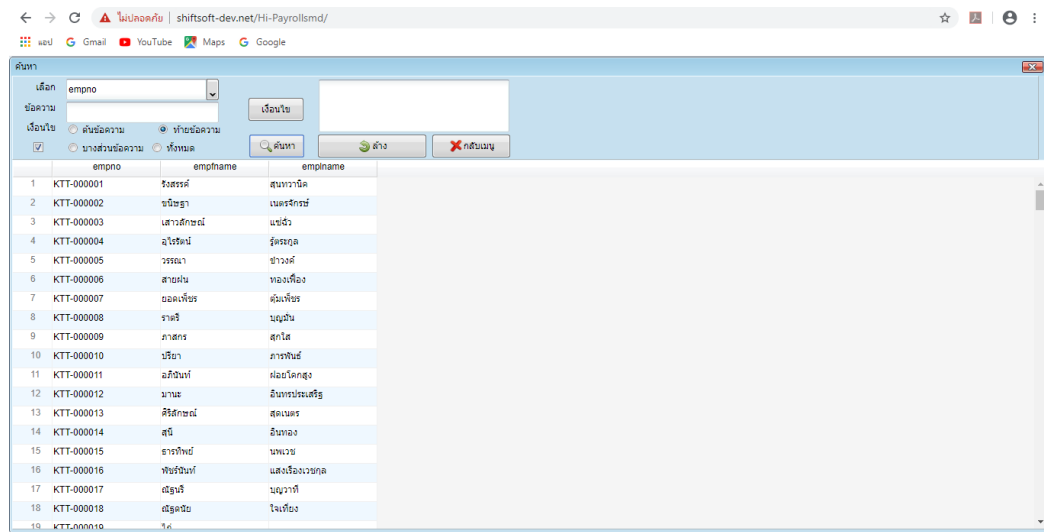 ไม่ปลอดภัย | shiftsoft-dev.net/Hi-Payrollsmd/
แอป Gmail YouTube Maps Google
ค้นหา
เลือก empno
ข้อความ
เงื่อนไข
เงื่อนไข ต้นข้อความ ท้ายข้อความ
บางส่วนข้อความ ทั้งหมด ค้นหา ล้าง กลับเมนู
empno empfname emplname
1 KTT-000001 รังสรรค์ สุนทวานิค
2 KTT-000002 ขนิษฐา เนตรจักรษ์
3 KTT-000003 เสาวลักษณ์ แซ่ฉั่ว
4 KTT-000004 อุไรรัตน์ รู้ตระกูล
5 KTT-000005 วรรณา ชาวงค์
6 KTT-000006 สายฝน ทองเฟื่อง
7 KTT-000007 ยอดเพ็ชร ตุ้มเพ็ชร
8 KTT-000008 ราตรี บุญมั่น
9 KTT-000009 ภาสกร สุกใส
10 KTT-000010 ปรียา ภารพันธ์
11 KTT-000011 อภินันท์ ฝอยโคกสูง
12 KTT-000012 มานะ อินทรประเสริฐ
13 KTT-000013 ศิริลักษณ์ สุดเนตร
14 KTT-000014 สุนี อินทอง
15 KTT-000015 ธารทิพย์ นพเวช
16 KTT-000016 พัชร์นันท์ แสงเรืองเวชกุล
17 KTT-000017 ณัฐนรี บุญวาที
18 KTT-000018 ณัฐดนัย ใจเที่ยง
19 KTT-000019